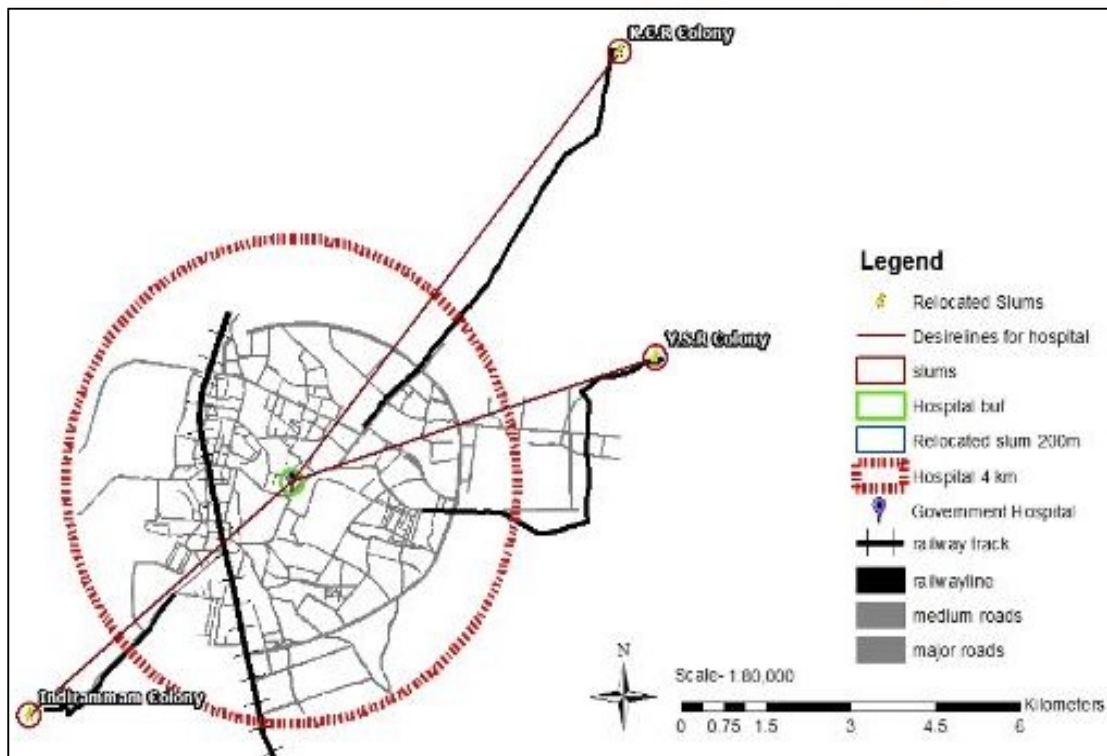 K.C.R Colony
Y.S.R Colony
Indirammam Colony
Legend
Relocated Slums
Desirelines for hospital
slums
Hospital buf
Relocated slum 200m
Hospital 4 km
Government Hospital
railway track
railwayline
medium roads
major roads
N
Scale- 1:80,000
Kilometers
0 0.75 1.5 3 4.5 6